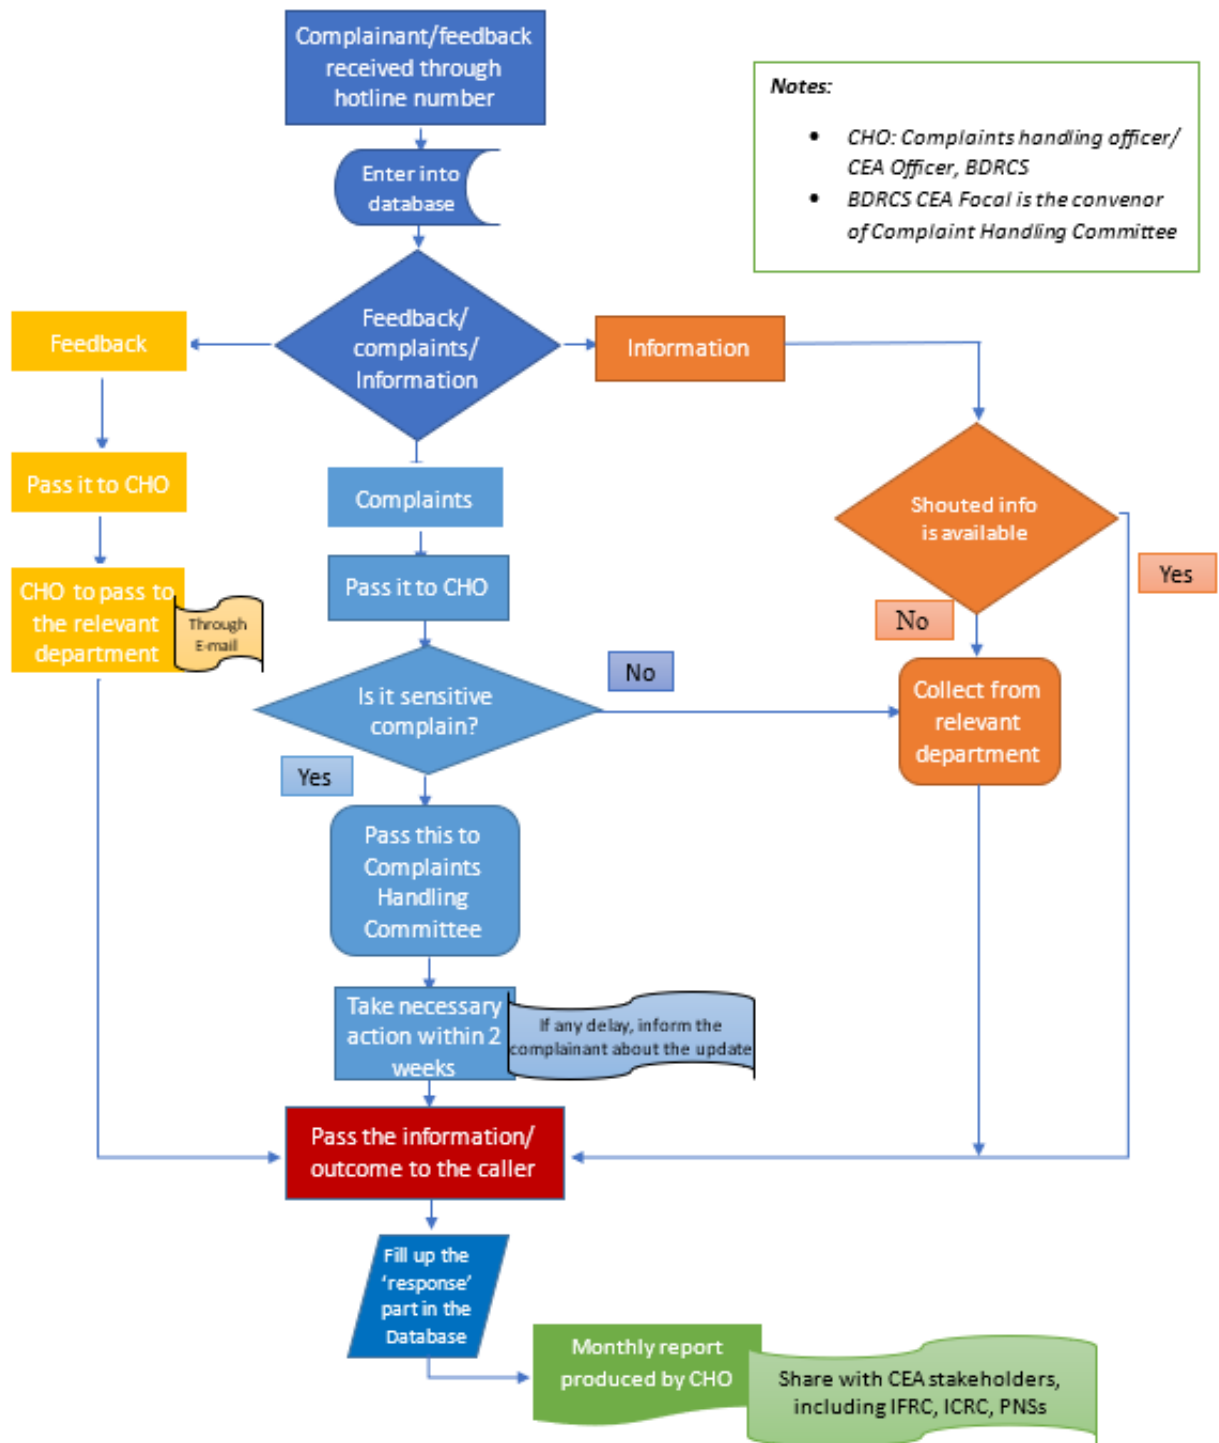 Complainant/feedback
received through
hotline number
Notes:
• CHO: Complaints handling officer/
CEA Officer, BDRCS
• BDRCS CEA Focal is the convenor
of Complaint Handling Committee
Enter into
database
Feedback/
complaints/
Information
Feedback
Information
Pass it to CHO
Complaints
Shouted info
is available
Yes
No
CHO to pass to
the relevant
department
Through
E-mail
Pass it to CHO
Is it sensitive
complain?
No
Yes
Collect from
relevant
department
Pass this to
Complaints
Handling
Committee
Take necessary
action within 2
weeks
If any delay, inform the
complainant about the update
Pass the information/
outcome to the caller
Fill up the
‘response’
part in the
Database
Monthly report
produced by CHO
Share with CEA stakeholders,
including IFRC, ICRC, PNSs